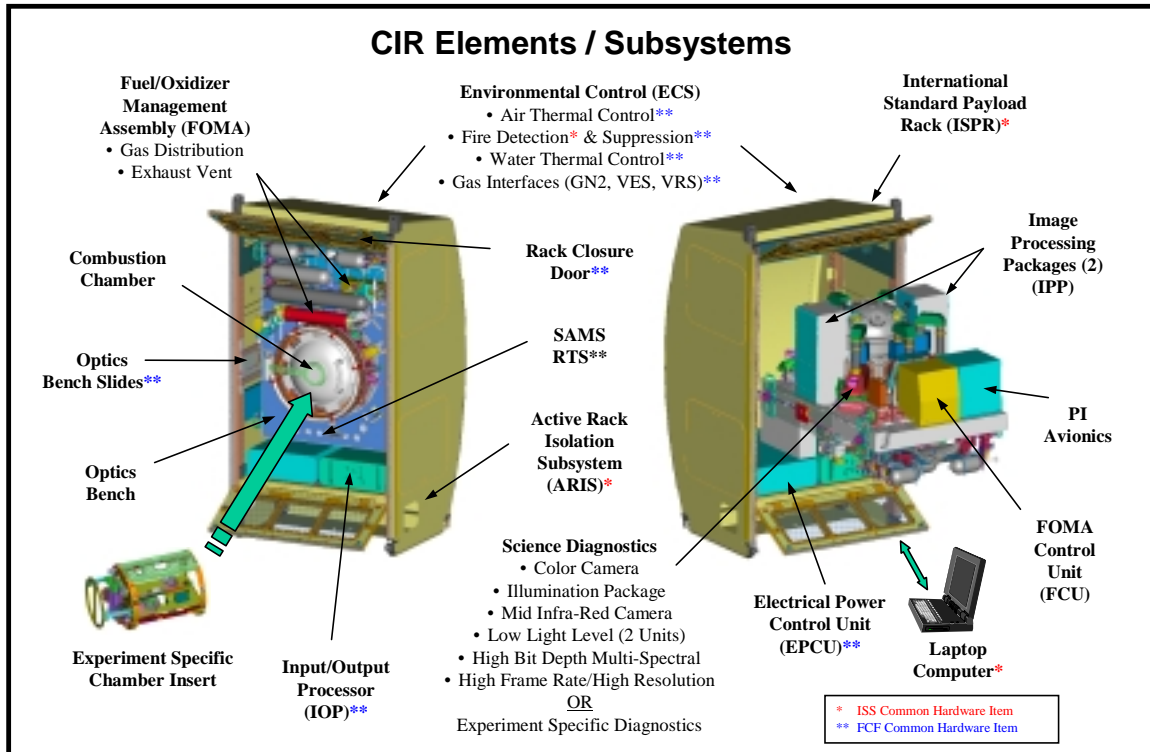 CIR Elements / Subsystems
Fuel/Oxidizer
Management
Assembly (FOMA)
• Gas Distribution
• Exhaust Vent
Environmental Control (ECS)
• Air Thermal Control**
• Fire Detection* & Suppression**
• Water Thermal Control**
• Gas Interfaces (GN2, VES, VRS)**
International
Standard Payload
Rack (ISPR)*
Combustion
Chamber
Rack Closure
Door**
Image
Processing
Packages (2)
(IPP)
Optics
Bench Slides**
SAMS
RTS**
PI
Avionics
Optics
Bench
Active Rack
Isolation
Subsystem
(ARIS)*
FOMA
Control
Unit
(FCU)
Experiment Specific
Chamber Insert
Input/Output
Processor
(IOP)**
Science Diagnostics
• Color Camera
• Illumination Package
• Mid Infra-Red Camera
• Low Light Level (2 Units)
• High Bit Depth Multi-Spectral
• High Frame Rate/High Resolution
OR
Experiment Specific Diagnostics
Electrical Power
Control Unit
(EPCU)**
Laptop
Computer*
* ISS Common Hardware Item
** FCF Common Hardware Item